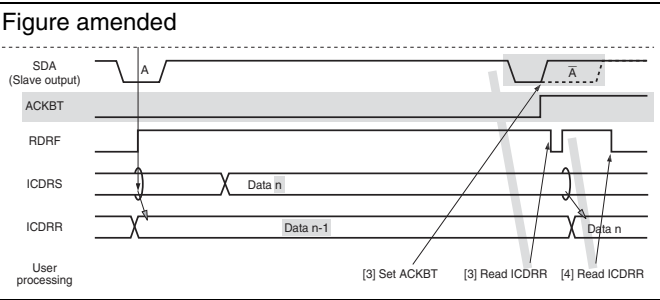 Figure amended
SDA
(Slave output)
A
A̅
ACKBT
RDRF
ICDRS
Data n
ICDRR
Data n-1
Data n
User
processing
[3] Set ACKBT
[3] Read ICDRR
[4] Read ICDRR